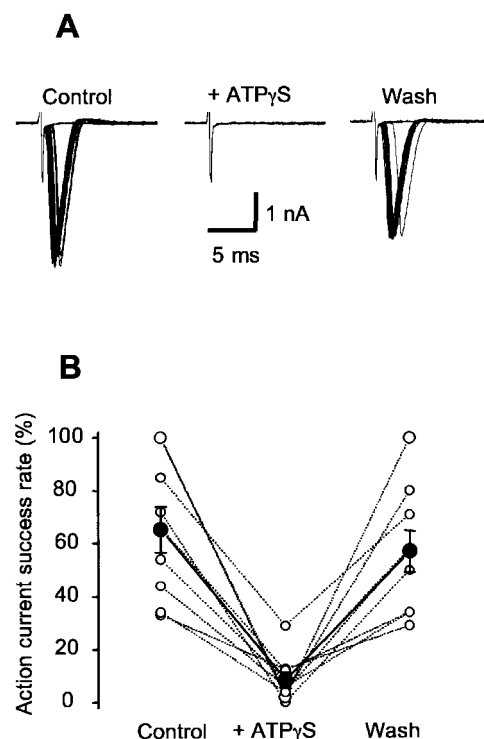 A
Control
+ ATPγS
Wash
1 nA
5 ms
B
Action current success rate (%)
100
80
60
40
20
0
Control
+ ATPγS
Wash